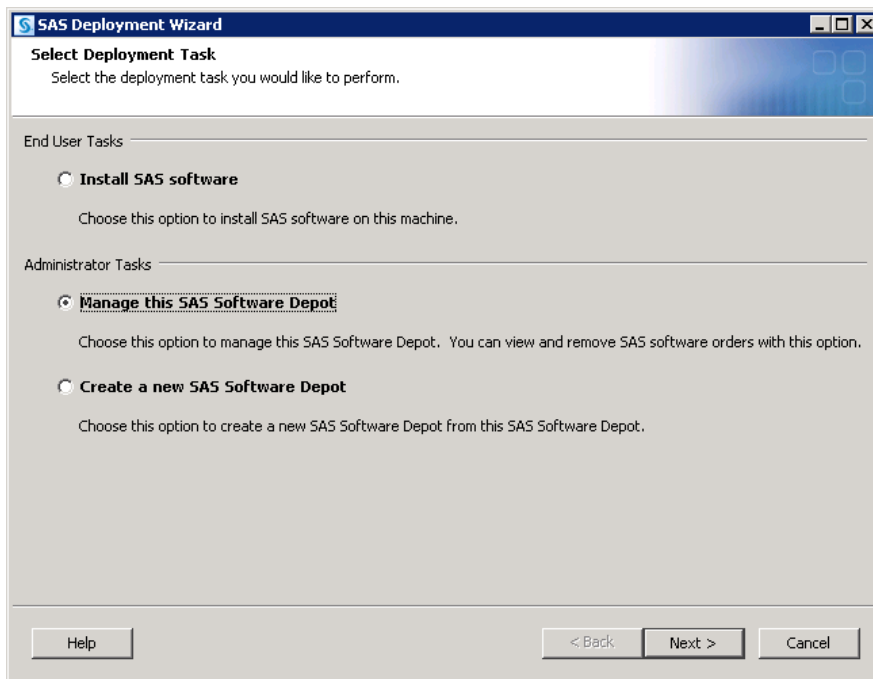 SAS Deployment Wizard
Select Deployment Task
Select the deployment task you would like to perform.
End User Tasks
Install SAS software
Choose this option to install SAS software on this machine.
Administrator Tasks
Manage this SAS Software Depot
Choose this option to manage this SAS Software Depot. You can view and remove SAS software orders with this option.
Create a new SAS Software Depot
Choose this option to create a new SAS Software Depot from this SAS Software Depot.
Help
< Back
Next >
Cancel